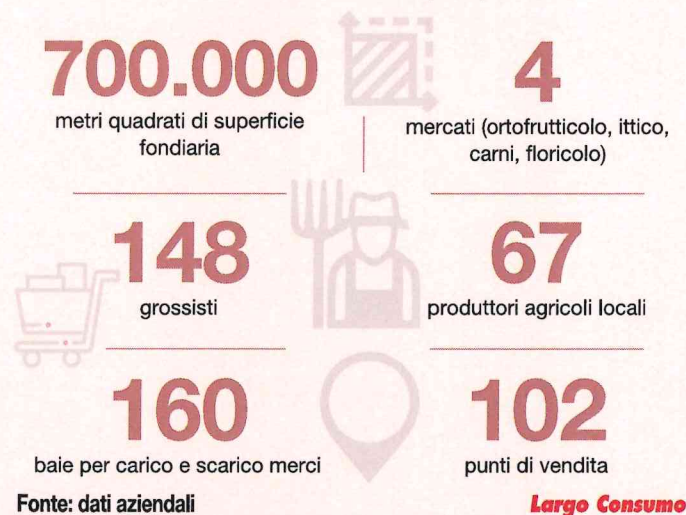 700.000
metri quadrati di superficie
fondiaria
4
mercati (ortofrutticolo, ittico,
carni, floricolo)
148
grossisti
67
produttori agricoli locali
160
baie per carico e scarico merci
102
punti di vendita
Fonte: dati aziendali
Largo Consumo